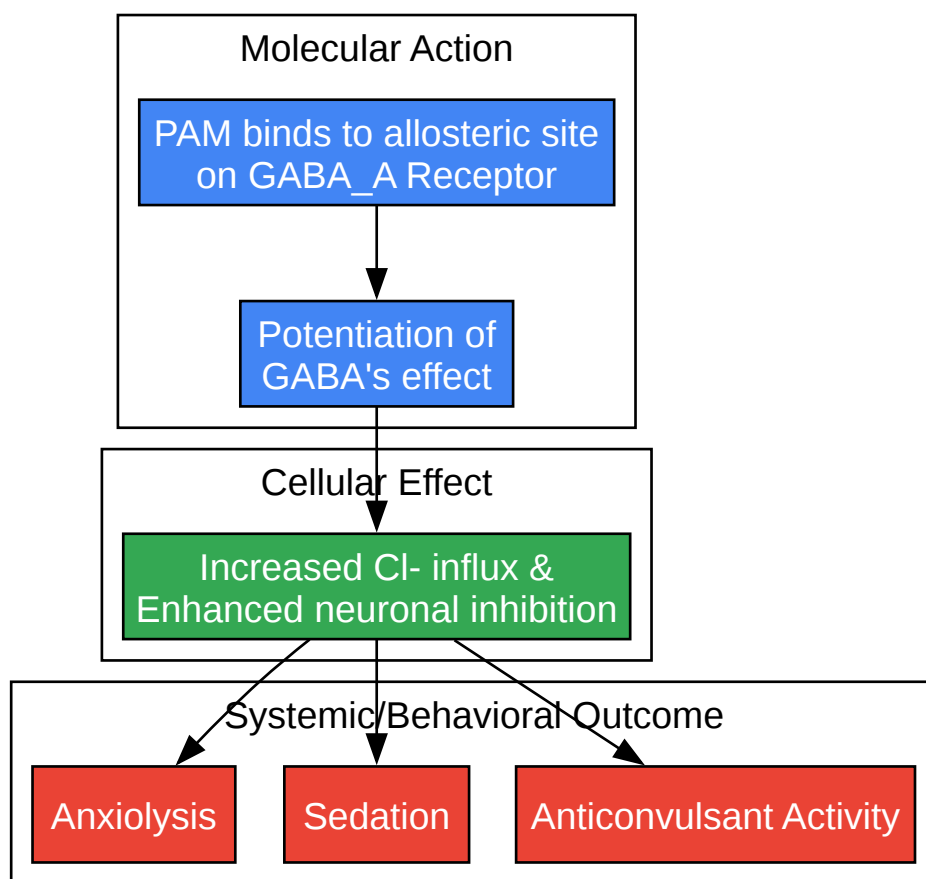 Molecular Action
PAM binds to allosteric site
on GABA_A Receptor
Potentiation of
GABA's effect
Cellular Effect
Increased Cl- influx &
Enhanced neuronal inhibition
Systemic/Behavioral Outcome
Anxiolysis
Sedation
Anticonvulsant Activity